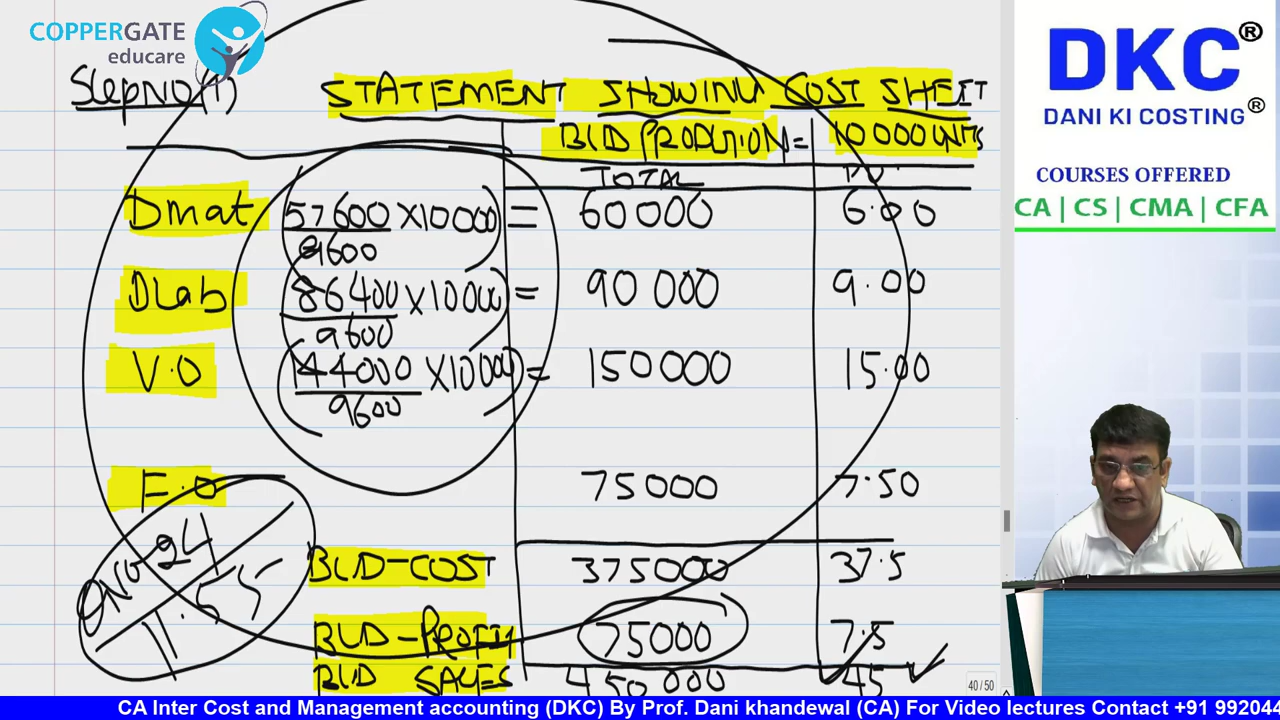 COPPERGATE
educare
Step NO (1) STATEMENT SHOWING COST SHEET
BUD PRODUTION = 10000 UNITS
TOTAL P.U.
Dmat (57600 / 9600 X 10000) = 60000 6.00
DLab (86400 / 9600 X 10000) = 90 000 9.00
V.O (144000 / 9600 X 10000) = 150000 15.00
F.O 75000 7.50
BUD-COST 375000 37.5
BUD-PROFIT 75000 7.5
BUD SALES 450000 45
40/50
DKC®
DANI KI COSTING®
COURSES OFFERED
CA | CS | CMA | CFA
CA Inter Cost and Management accounting (DKC) By Prof. Dani khandewal (CA) For Video lectures Contact +91 992044